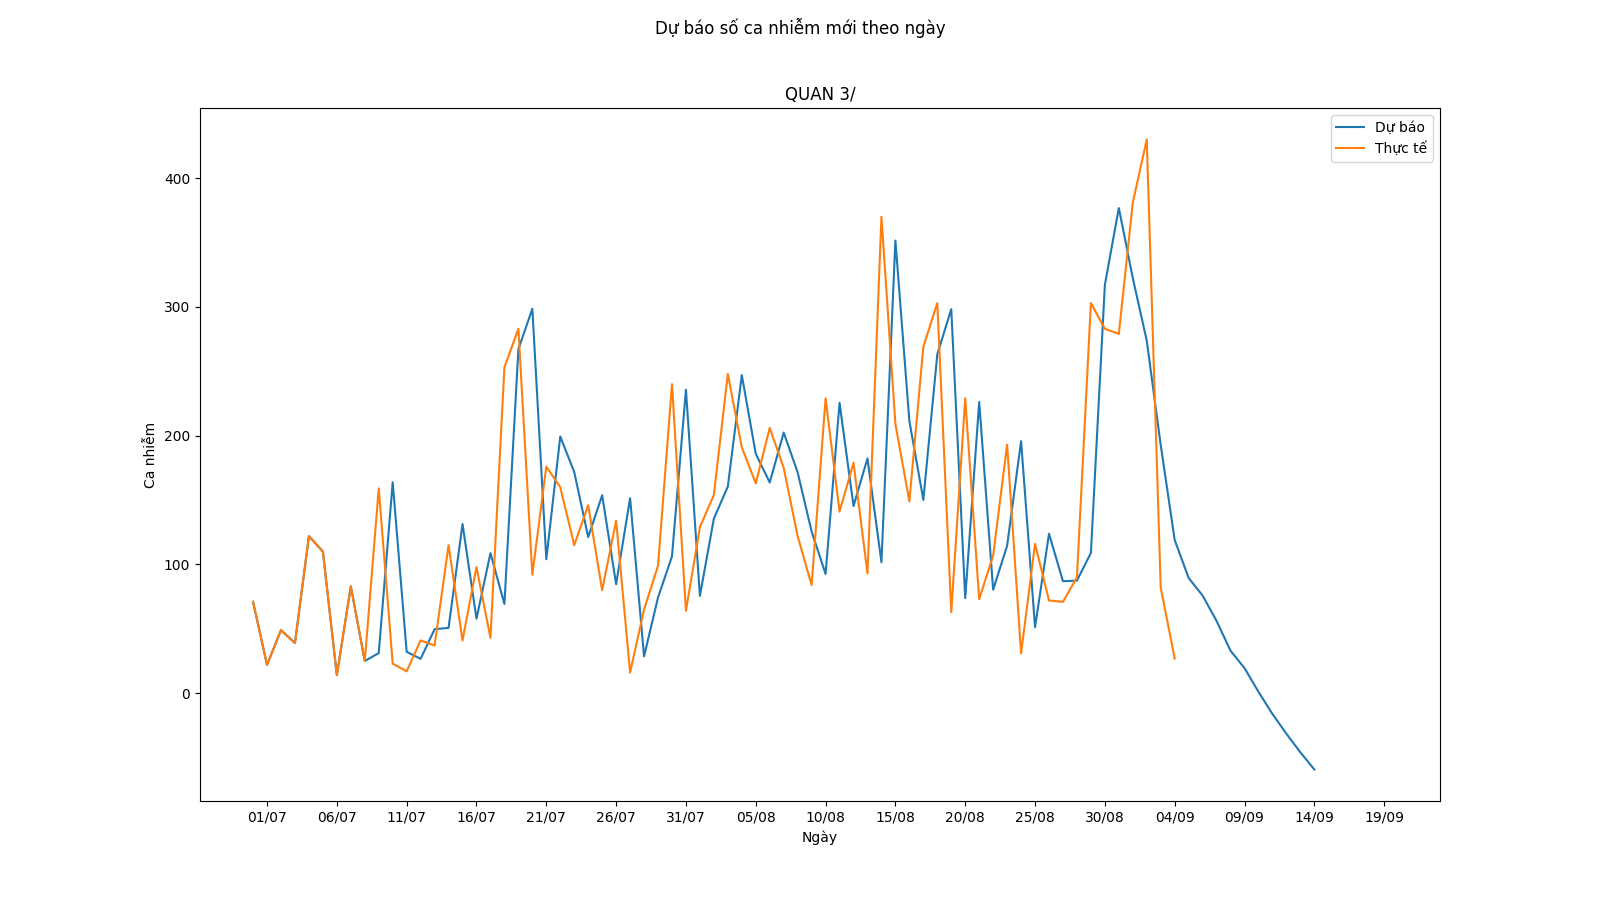 Dự báo số ca nhiễm mới theo ngày
QUAN 3/
Dự báo
Thực tế
400
300
200
100
0
Ca nhiễm
01/07 06/07 11/07 16/07 21/07 26/07 31/07 05/08 10/08 15/08 20/08 25/08 30/08 04/09 09/09 14/09 19/09
Ngày